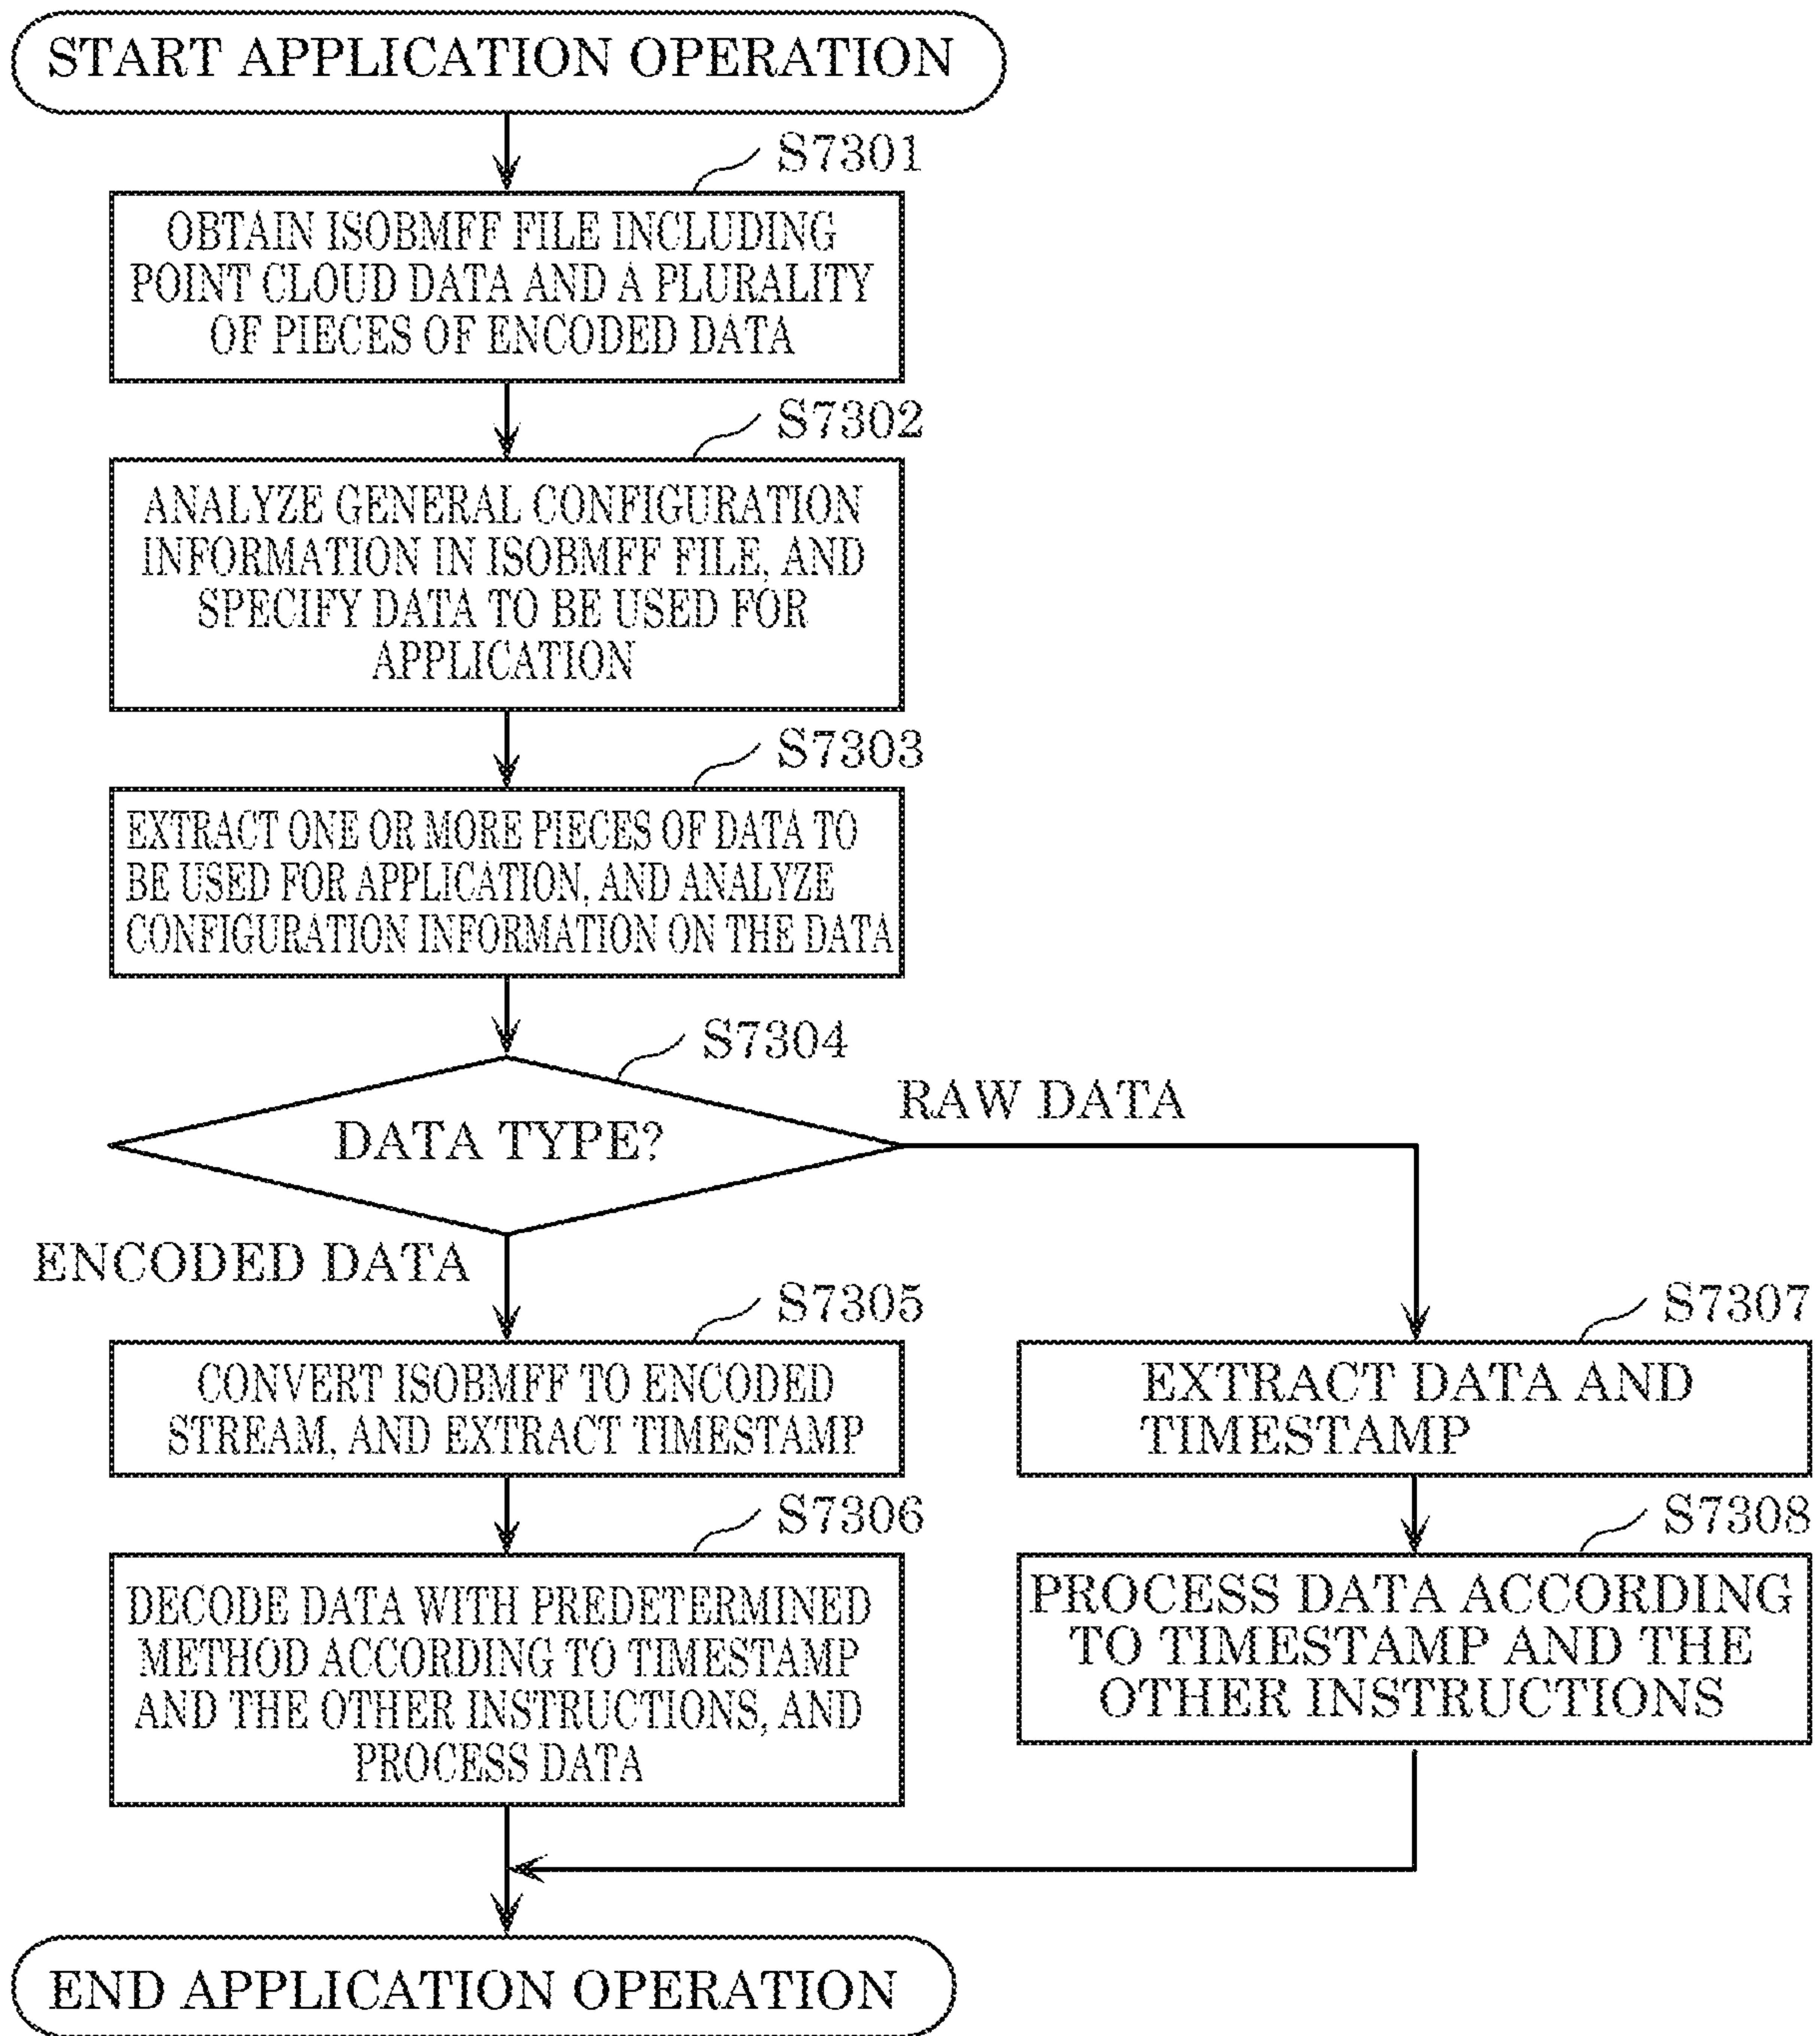 START APPLICATION OPERATION
S7301
OBTAIN ISOBMFF FILE INCLUDING
POINT CLOUD DATA AND A PLURALITY
OF PIECES OF ENCODED DATA
S7302
ANALYZE GENERAL CONFIGURATION
INFORMATION IN ISOBMFF FILE, AND
SPECIFY DATA TO BE USED FOR
APPLICATION
S7303
EXTRACT ONE OR MORE PIECES OF DATA TO
BE USED FOR APPLICATION, AND ANALYZE
CONFIGURATION INFORMATION ON THE DATA
S7304
DATA TYPE?
RAW DATA
ENCODED DATA
S7305
CONVERT ISOBMFF TO ENCODED
STREAM, AND EXTRACT TIMESTAMP
S7306
DECODE DATA WITH PREDETERMINED
METHOD ACCORDING TO TIMESTAMP
AND THE OTHER INSTRUCTIONS, AND
PROCESS DATA
S7307
EXTRACT DATA AND
TIMESTAMP
S7308
PROCESS DATA ACCORDING
TO TIMESTAMP AND THE
OTHER INSTRUCTIONS
END APPLICATION OPERATION